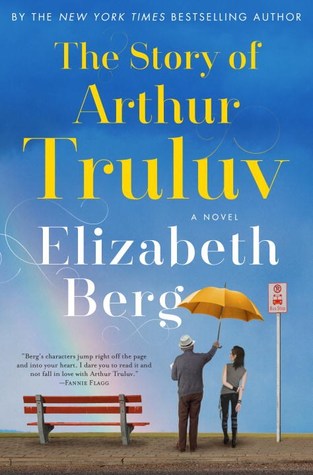 BY THE NEW YORK TIMES BESTSELLING AUTHOR
The Story of
Arthur
Truluv
A NOVEL
Elizabeth
Berg
"Berg's characters jump right off the page
and into your heart. I dare you to read it and
not fall in love with Arthur Truluv."
—FANNIE FLAGG